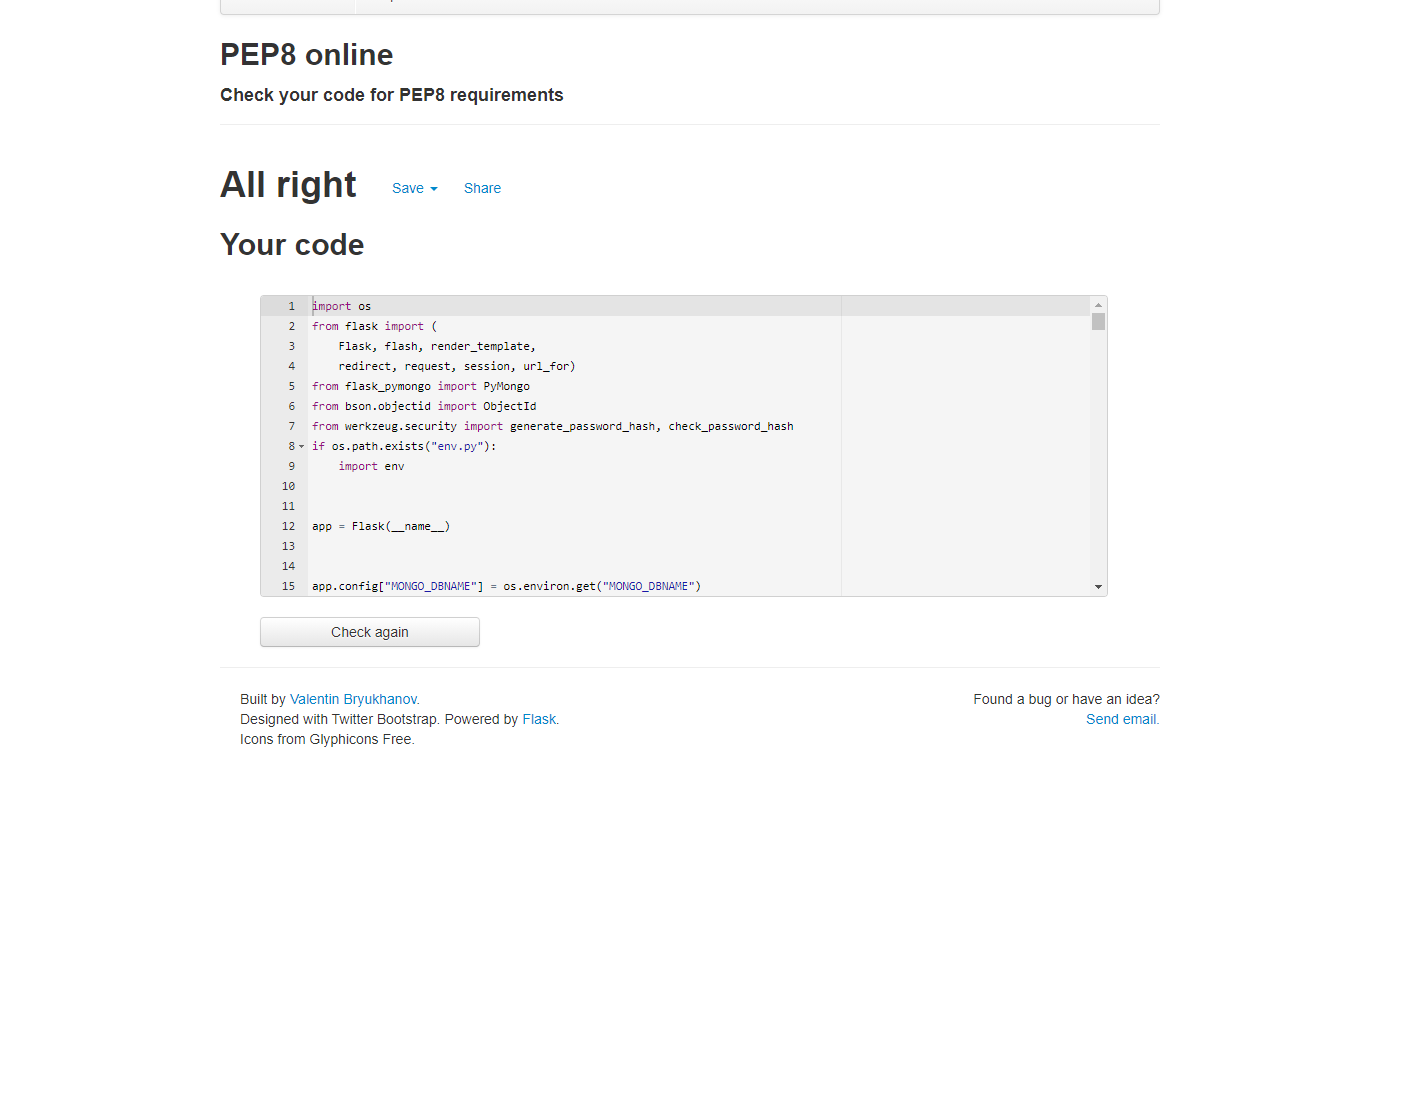 PEP8 online
Check your code for PEP8 requirements
All right Save Share
Your code
1 import os
2 from flask import (
3     Flask, flash, render_template,
4     redirect, request, session, url_for)
5 from flask_pymongo import PyMongo
6 from bson.objectid import ObjectId
7 from werkzeug.security import generate_password_hash, check_password_hash
8 if os.path.exists("env.py"):
9     import env
10
11
12 app = Flask(__name__)
13
14
15 app.config["MONGO_DBNAME"] = os.environ.get("MONGO_DBNAME")
Check again
Built by Valentin Bryukhanov.
Designed with Twitter Bootstrap. Powered by Flask.
Icons from Glyphicons Free.
Found a bug or have an idea?
Send email.